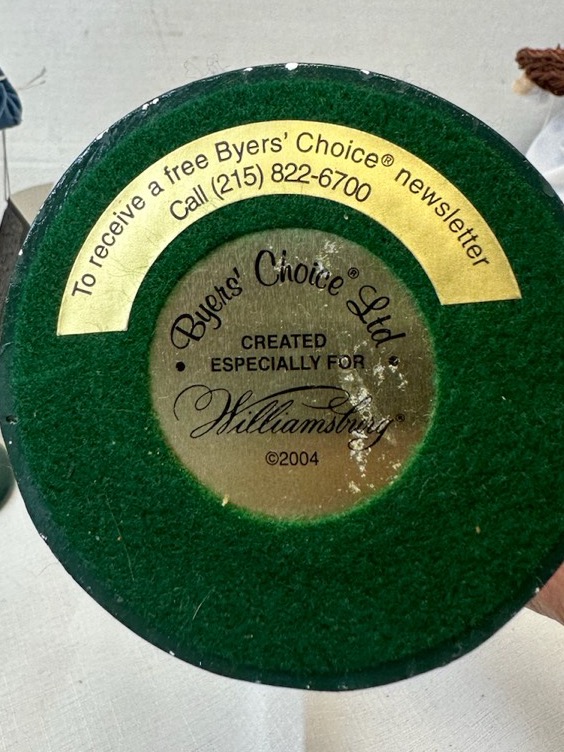 To receive a free Byers' Choice® newsletter
Call (215) 822-6700
Byers' Choice® Ltd
• CREATED •
ESPECIALLY FOR
Williamsburg®
©2004